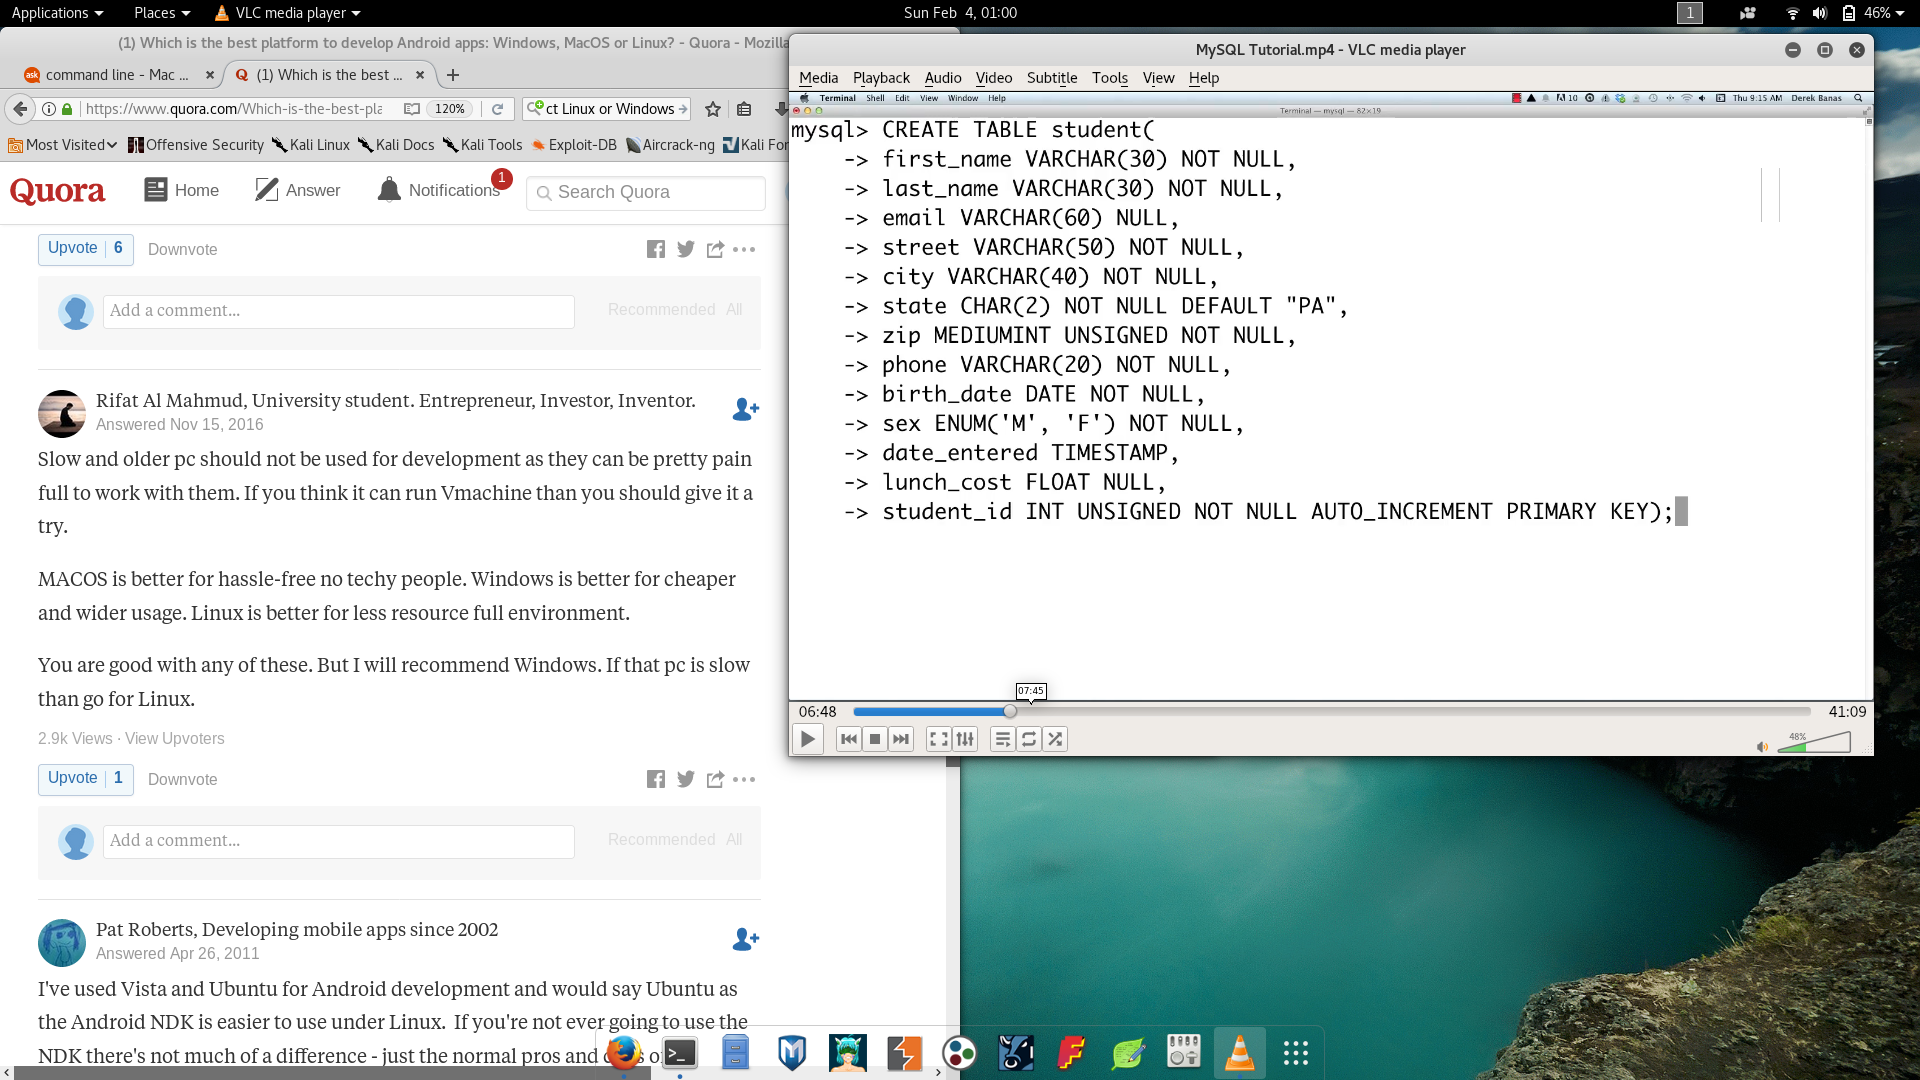 Applications Places VLC media player Sun Feb 4, 01:00 1 46%
(1) Which is the best platform to develop Android apps: Windows, MacOS or Linux? - Quora - Mozilla
command line - Mac ... (1) Which is the best ...
https://www.quora.com/Which-is-the-best-pla 120% ct Linux or Windows
Most Visited Offensive Security Kali Linux Kali Docs Kali Tools Exploit-DB Aircrack-ng Kali For
Quora Home Answer Notifications 1 Search Quora
Upvote 6 Downvote
Add a comment... Recommended All
Rifat Al Mahmud, University student. Entrepreneur, Investor, Inventor.
Answered Nov 15, 2016
Slow and older pc should not be used for development as they can be pretty pain
full to work with them. If you think it can run Vmachine than you should give it a
try.
MACOS is better for hassle-free no techy people. Windows is better for cheaper
and wider usage. Linux is better for less resource full environment.
You are good with any of these. But I will recommend Windows. If that pc is slow
than go for Linux.
2.9k Views · View Upvoters
Upvote 1 Downvote
Add a comment... Recommended All
Pat Roberts, Developing mobile apps since 2002
Answered Apr 26, 2011
I've used Vista and Ubuntu for Android development and would say Ubuntu as
the Android NDK is easier to use under Linux. If you're not ever going to use the
NDK there's not much of a difference - just the normal pros and
MySQL Tutorial.mp4 - VLC media player
Media Playback Audio Video Subtitle Tools View Help
Terminal Shell Edit View Window Help 10 Thu 9:15 AM Derek Banas
Terminal — mysql — 82×19
mysql> CREATE TABLE student(
-> first_name VARCHAR(30) NOT NULL,
-> last_name VARCHAR(30) NOT NULL,
-> email VARCHAR(60) NULL,
-> street VARCHAR(50) NOT NULL,
-> city VARCHAR(40) NOT NULL,
-> state CHAR(2) NOT NULL DEFAULT "PA",
-> zip MEDIUMINT UNSIGNED NOT NULL,
-> phone VARCHAR(20) NOT NULL,
-> birth_date DATE NOT NULL,
-> sex ENUM('M', 'F') NOT NULL,
-> date_entered TIMESTAMP,
-> lunch_cost FLOAT NULL,
-> student_id INT UNSIGNED NOT NULL AUTO_INCREMENT PRIMARY KEY);
07:45
06:48 41:09
48%